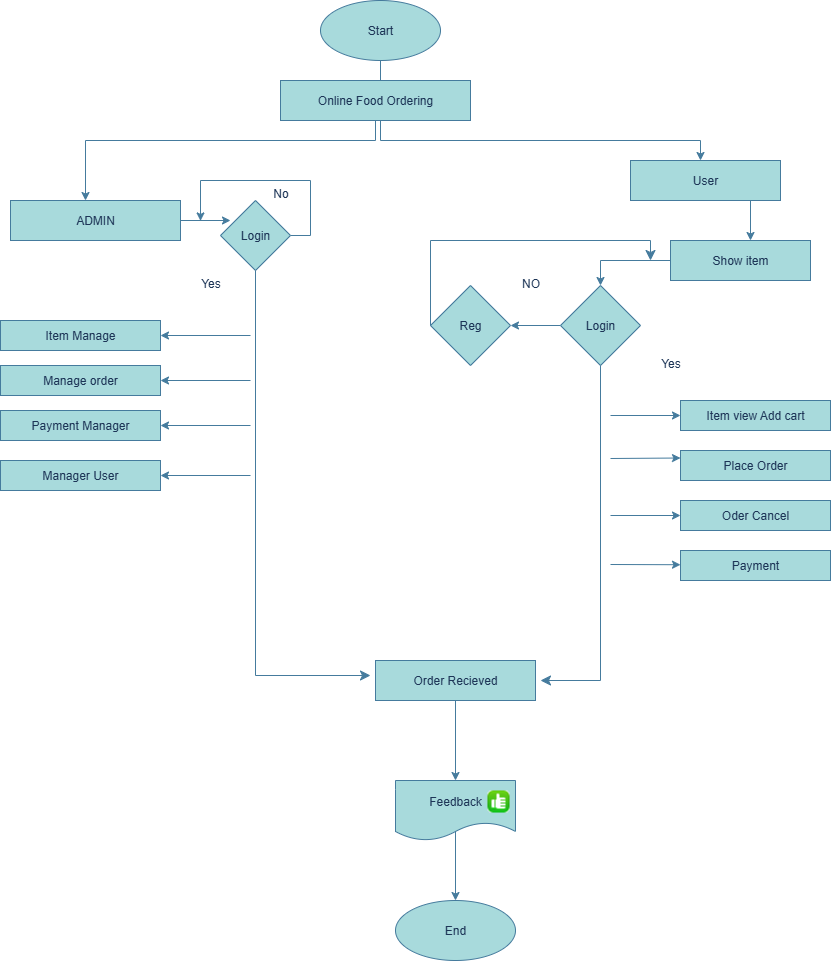 Start
Online Food Ordering
User
No
ADMIN
Login
Show item
Yes
NO
Reg
Login
Item Manage
Yes
Manage order
Item view Add cart
Payment Manager
Place Order
Manager User
Oder Cancel
Payment
Order Recieved
Feedback
End